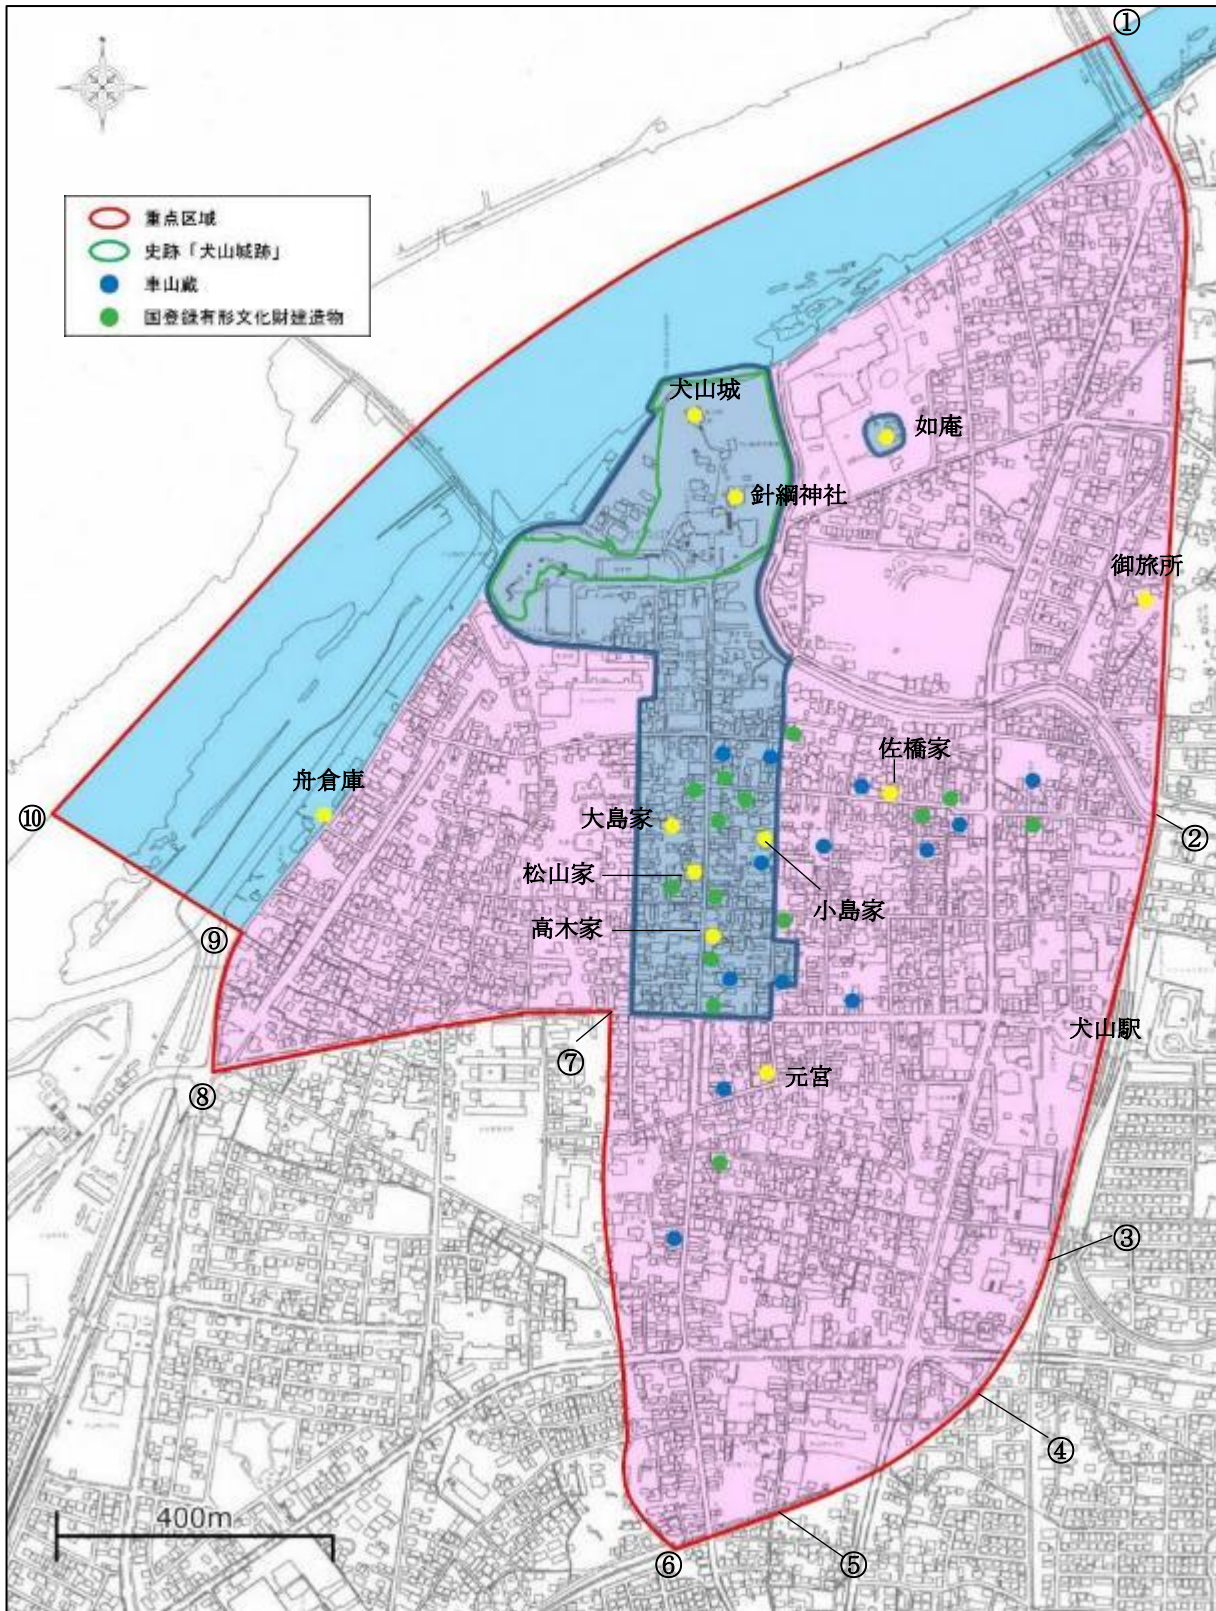 ①
重点区域
史跡「犬山城跡」
車山蔵
国登録有形文化財建造物
犬山城
如庵
針綱神社
御旅所
佐橋家
舟倉庫
大島家
⑩
②
松山家
小島家
高木家
⑨
犬山駅
⑦
元宮
⑧
③
④
400m
⑤
⑥